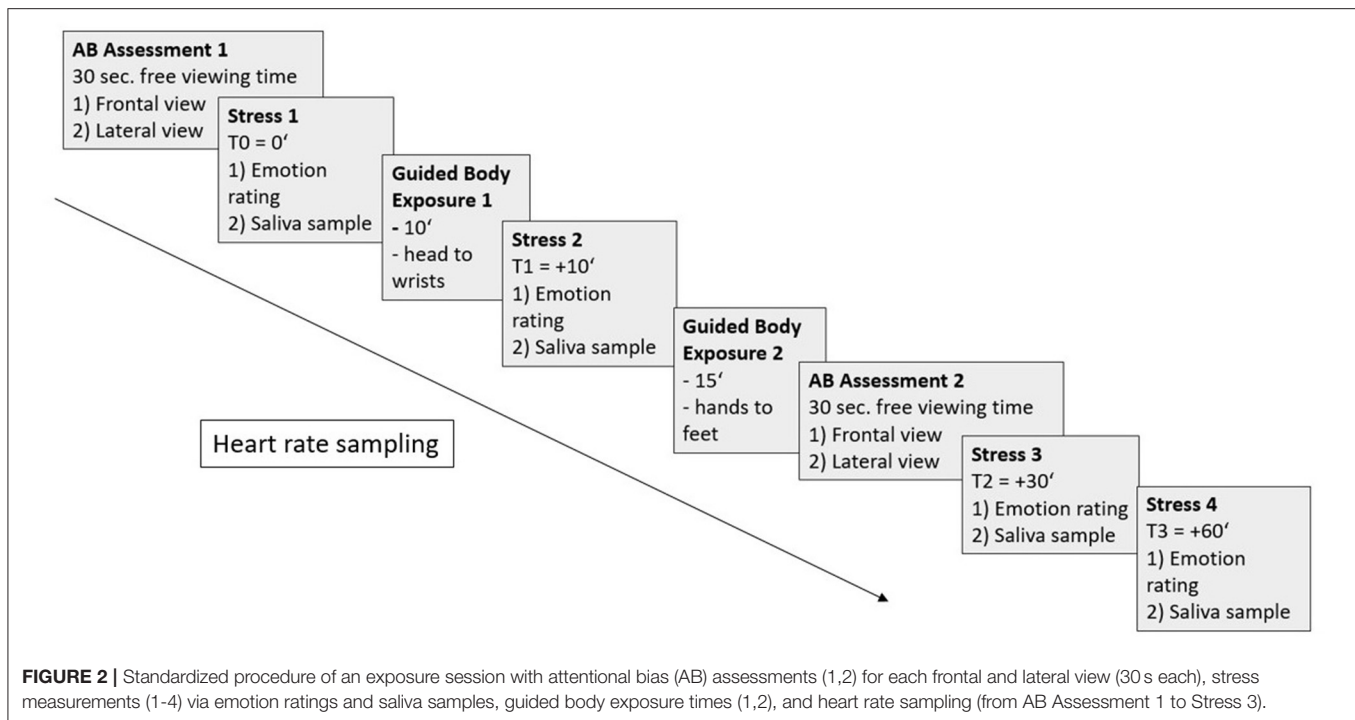 AB Assessment 1
30 sec. free viewing time
1) Frontal view
2) Lateral view
Stress 1
T0 = 0‘
1) Emotion
rating
2) Saliva sample
Guided Body
Exposure 1
- 10‘
- head to
wrists
Stress 2
T1 = +10‘
1) Emotion
rating
2) Saliva sample
Guided Body
Exposure 2
- 15‘
- hands to
feet
AB Assessment 2
30 sec. free viewing time
1) Frontal view
2) Lateral view
Stress 3
T2 = +30‘
1) Emotion rating
2) Saliva sample
Stress 4
T3 = +60‘
1) Emotion
rating
2) Saliva sample
Heart rate sampling
FIGURE 2 | Standardized procedure of an exposure session with attentional bias (AB) assessments (1,2) for each frontal and lateral view (30 s each), stress
measurements (1-4) via emotion ratings and saliva samples, guided body exposure times (1,2), and heart rate sampling (from AB Assessment 1 to Stress 3).